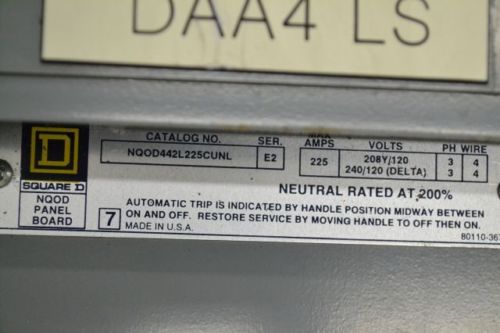 DAA4 LS
CATALOG NO. SER. MAX AMPS VOLTS PH WIRE
NQOD442L225CUNL E2 225 208Y/120 3 4
240/120 (DELTA) 3 4
D
SQUARE D
NQOD
PANEL
BOARD
NEUTRAL RATED AT 200%
7
AUTOMATIC TRIP IS INDICATED BY HANDLE POSITION MIDWAY BETWEEN
ON AND OFF. RESTORE SERVICE BY MOVING HANDLE TO OFF THEN ON.
MADE IN U.S.A.